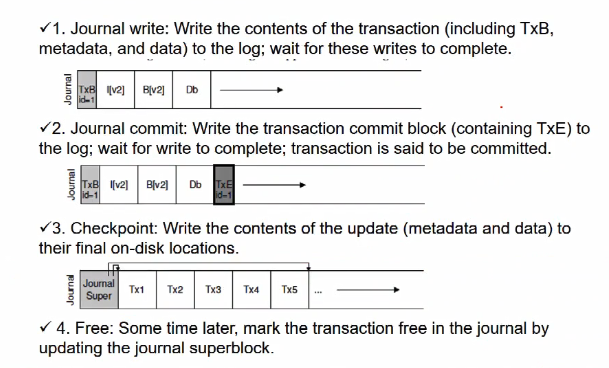 ✓1. Journal write: Write the contents of the transaction (including TxB,
metadata, and data) to the log; wait for these writes to complete.
Journal
TxB
id=1
I[v2]
B[v2]
Db
✓2. Journal commit: Write the transaction commit block (containing TxE) to
the log; wait for write to complete; transaction is said to be committed.
Journal
TxB
id=1
I[v2]
B[v2]
Db
TxE
id=1
✓3. Checkpoint: Write the contents of the update (metadata and data) to
their final on-disk locations.
Journal
Journal
Super
Tx1
Tx2
Tx3
Tx4
Tx5
...
✓ 4. Free: Some time later, mark the transaction free in the journal by
updating the journal superblock.